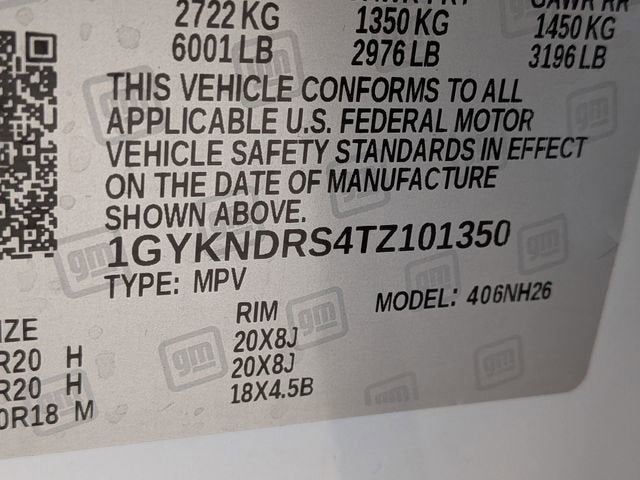 2722 KG 1350 KG 1450 KG
6001 LB 2976 LB 3196 LB
THIS VEHICLE CONFORMS TO ALL
APPLICABLE U.S. FEDERAL MOTOR
VEHICLE SAFETY STANDARDS IN EFFECT
ON THE DATE OF MANUFACTURE
SHOWN ABOVE.
1GYKNDRS4TZ101350
TYPE: MPV MODEL: 406NH26
RIM
R20 H 20X8J
R20 H 20X8J
0R18 M 18X4.5B
gm